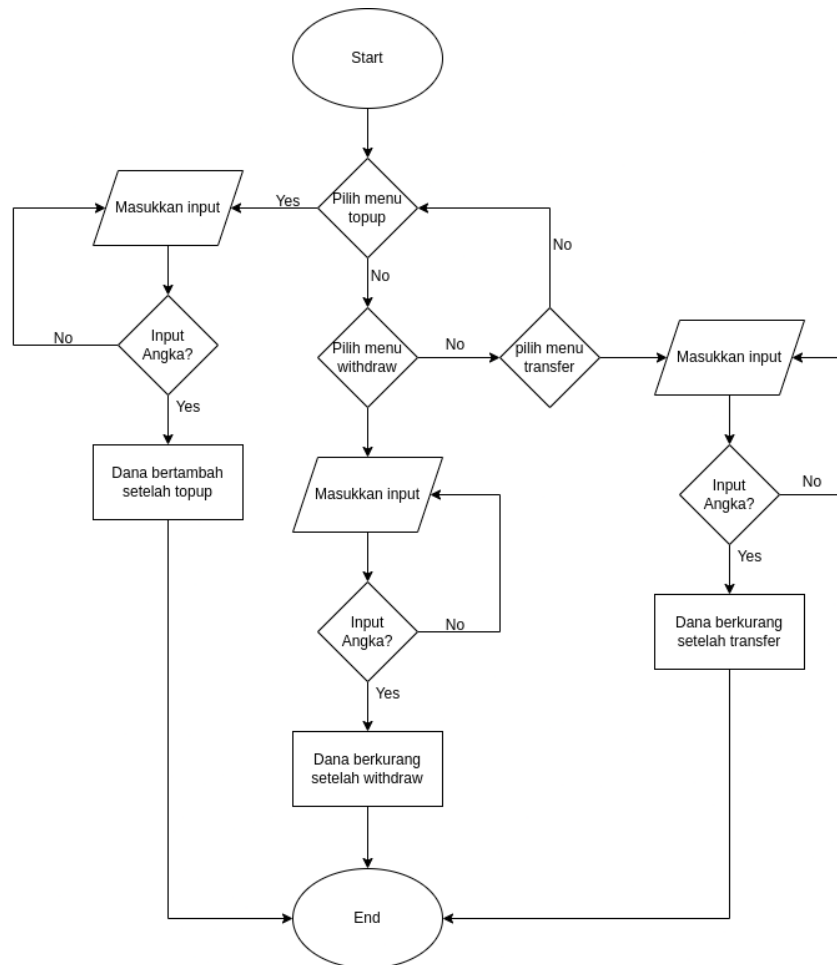 Start
Pilih menu
topup
Yes
Masukkan input
No
No
Input
Angka?
No
Yes
Pilih menu
withdraw
No
pilih menu
transfer
Masukkan input
Dana bertambah
setelah topup
Masukkan input
Input
Angka?
No
Yes
Input
Angka?
No
Yes
Dana berkurang
setelah transfer
Dana berkurang
setelah withdraw
End